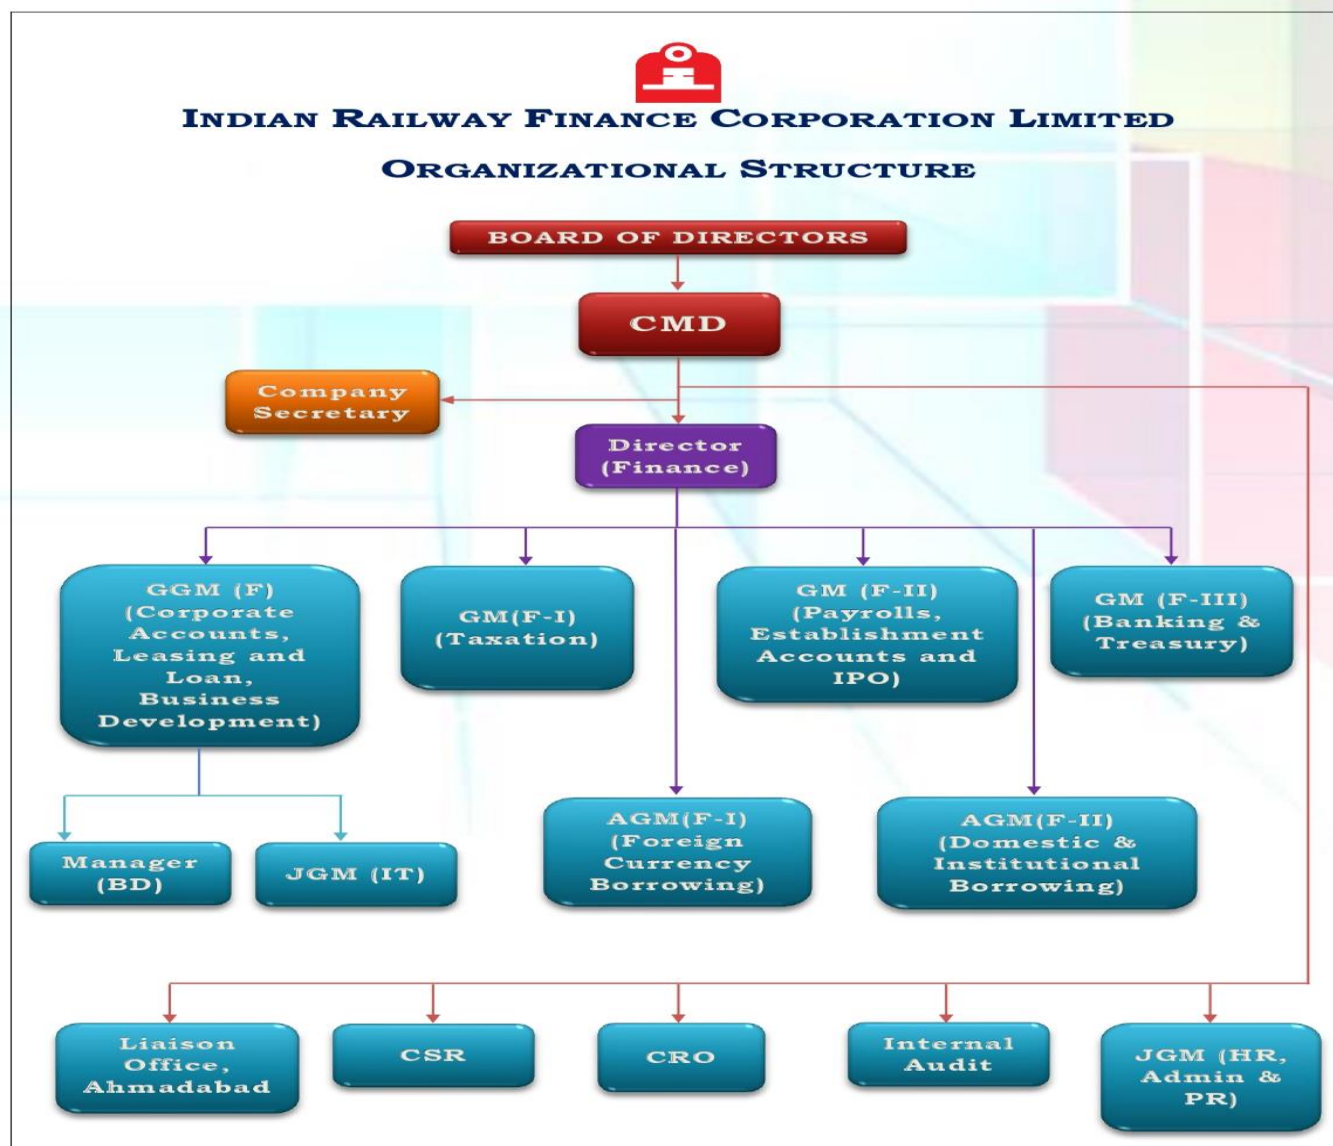 INDIAN RAILWAY FINANCE CORPORATION LIMITED
ORGANIZATIONAL STRUCTURE
BOARD OF DIRECTORS
CMD
Company
Secretary
Director
(Finance)
GGM (F)
(Corporate
Accounts,
Leasing and
Loan,
Business
Development)
GM(F-I)
(Taxation)
GM (F-II)
(Payrolls,
Establishment
Accounts and
IPO)
GM (F-III)
(Banking &
Treasury)
Manager
(BD)
JGM (IT)
AGM(F-I)
(Foreign
Currency
Borrowing)
AGM(F-II)
(Domestic &
Institutional
Borrowing)
Liaison
Office,
Ahmadabad
CSR
CRO
Internal
Audit
JGM (HR,
Admin &
PR)